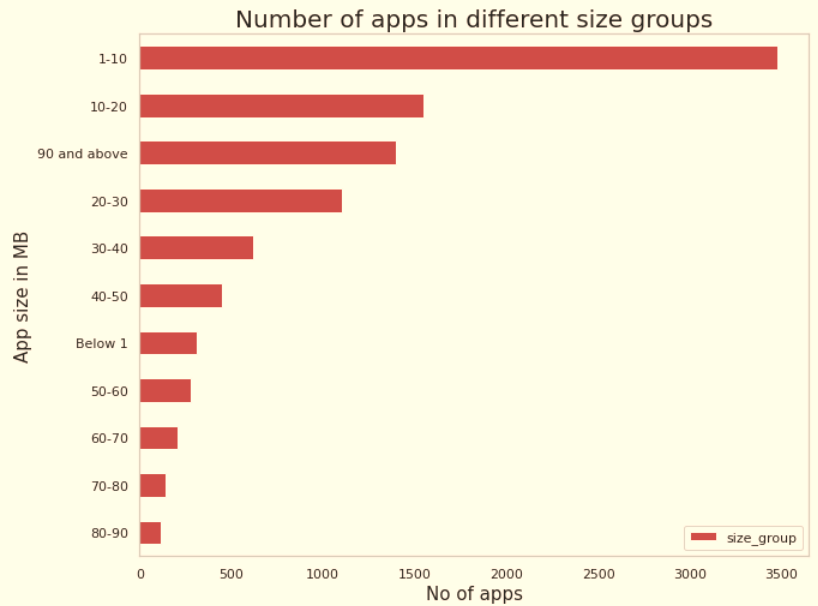 Number of apps in different size groups
1-10
10-20
90 and above
20-30
30-40
40-50
Below 1
50-60
60-70
70-80
80-90
App size in MB
size_group
0 500 1000 1500 2000 2500 3000 3500
No of apps